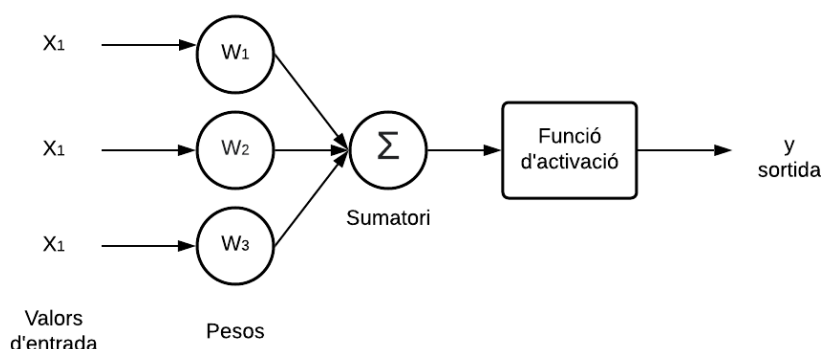 X1
W1
X1
W2
Σ
Funció
d'activació
y
sortida
X1
W3
Sumatori
Valors
d'entrada
Pesos